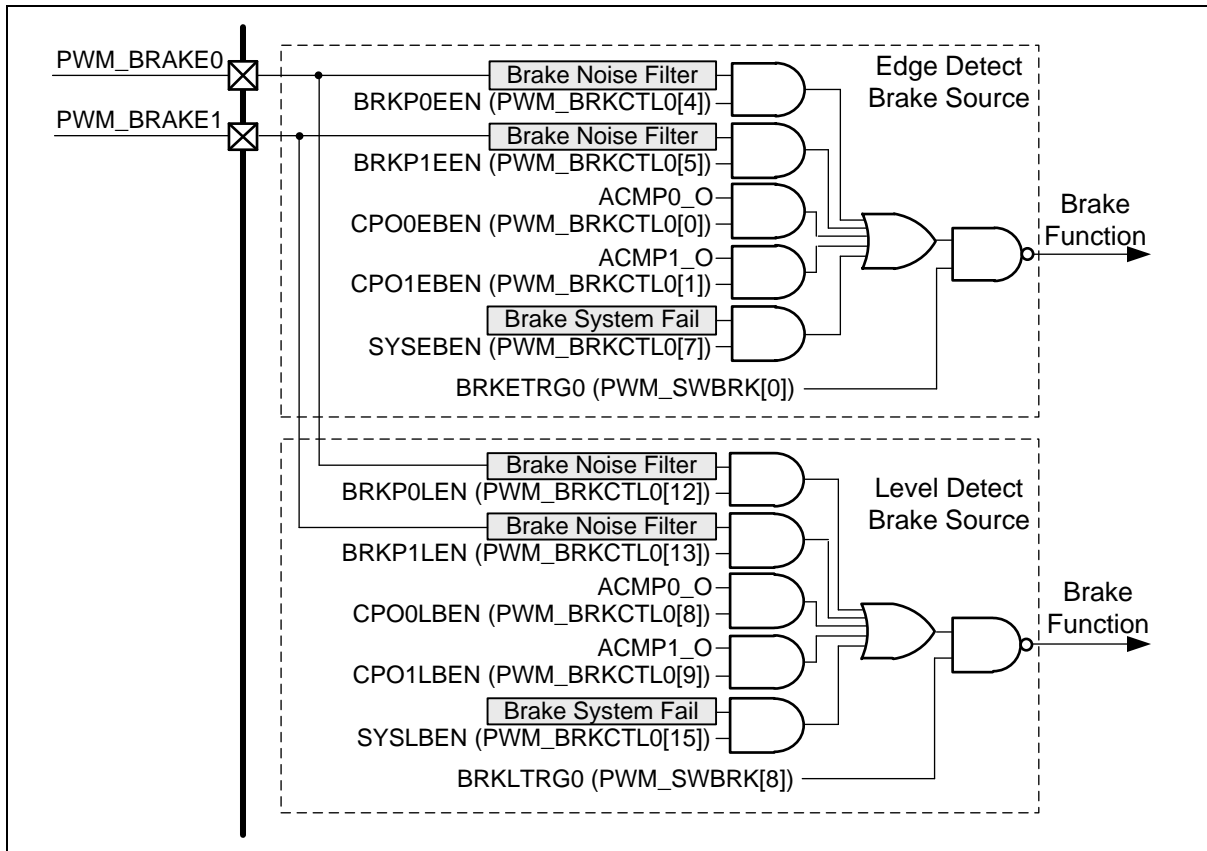 PWM_BRAKE0
Brake Noise Filter
Edge Detect
Brake Source
BRKP0EEN (PWM_BRKCTL0[4])
PWM_BRAKE1
Brake Noise Filter
BRKP1EEN (PWM_BRKCTL0[5])
ACMP0_O
CPO0EBEN (PWM_BRKCTL0[0])
Brake
Function
ACMP1_O
CPO1EBEN (PWM_BRKCTL0[1])
Brake System Fail
SYSEBEN (PWM_BRKCTL0[7])
BRKETRG0 (PWM_SWBRK[0])
Brake Noise Filter
BRKP0LEN (PWM_BRKCTL0[12])
Level Detect
Brake Source
Brake Noise Filter
BRKP1LEN (PWM_BRKCTL0[13])
ACMP0_O
CPO0LBEN (PWM_BRKCTL0[8])
Brake
Function
ACMP1_O
CPO1LBEN (PWM_BRKCTL0[9])
Brake System Fail
SYSLBEN (PWM_BRKCTL0[15])
BRKLTRG0 (PWM_SWBRK[8])